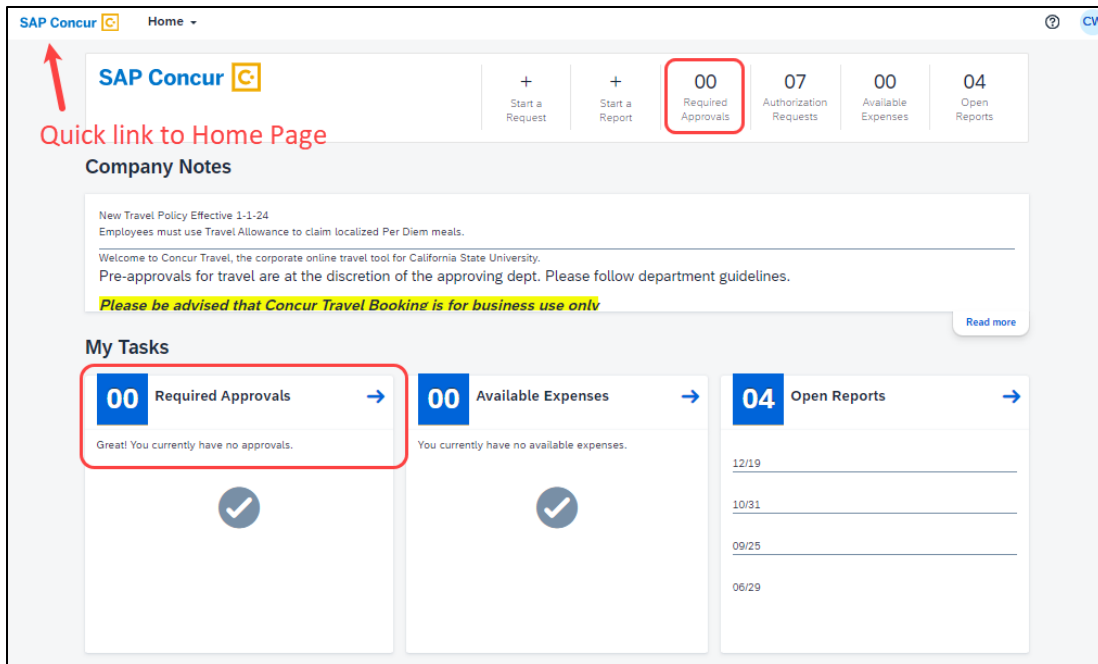 SAP Concur C Home
CW
SAP Concur C
+ Start a Request
+ Start a Report
00 Required Approvals
07 Authorization Requests
00 Available Expenses
04 Open Reports
Quick link to Home Page
Company Notes
New Travel Policy Effective 1-1-24
Employees must use Travel Allowance to claim localized Per Diem meals.
Welcome to Concur Travel, the corporate online travel tool for California State University.
Pre-approvals for travel are at the discretion of the approving dept. Please follow department guidelines.
Please be advised that Concur Travel Booking is for business use only
Read more
My Tasks
00 Required Approvals
Great! You currently have no approvals.
00 Available Expenses
You currently have no available expenses.
04 Open Reports
12/19
10/31
09/25
06/29